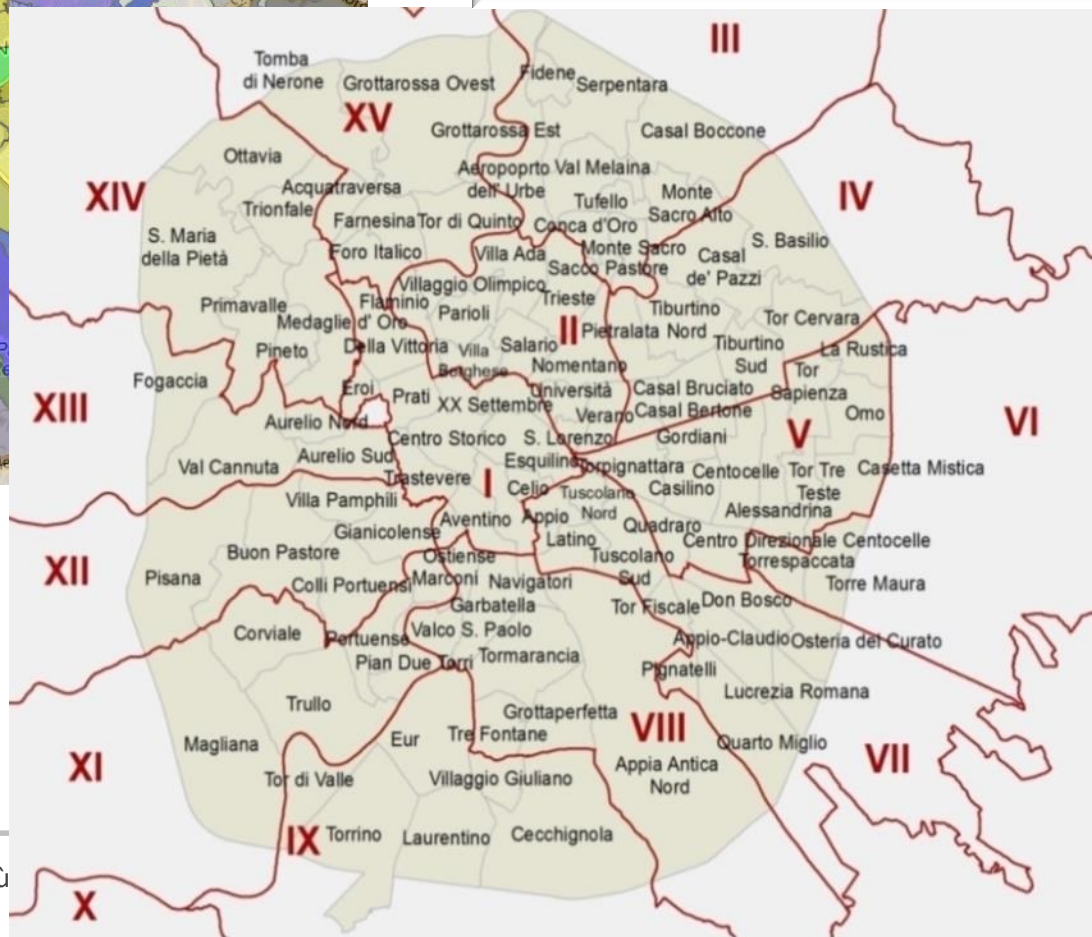 III
Tomba
di Nerone
Grottarossa Ovest
Fidene
Serpentara
XV
Grottarossa Est
Casal Boccone
Ottavia
Aeropoprto
dell' Urbe
Val Melaina
XIV
Acquatraversa
Trionfale
Tufello
Monte
Sacro Alto
IV
Farnesina
Tor di Quinto
Conca d'Oro
S. Maria
della Pietà
Foro Italico
Villa Ada
Monte Sacro
Sacco Pastore
Casal
de' Pazzi
S. Basilio
Villaggio Olimpico
Primavalle
Flaminio
Parioli
Trieste
Tiburtino
Nord
Tor Cervara
Medaglie d' Oro
II
Pietralata
Pineto
Della Vittoria
Villa
Borghese
Salario
Tiburtino
Sud
La Rustica
Fogaccia
Nomentano
Tor
Sapienza
XIII
Eroi
Prati
XX Settembre
Università
Casal Bruciato
Verano
Casal Bertone
Omo
VI
Aurelio Nord
Centro Storico
S. Lorenzo
Gordiani
V
Val Cannuta
Aurelio Sud
Esquilino
Torpignattara
Centocelle
Tor Tre
Teste
Casetta Mistica
Trastevere
I
Celio
Tuscolano
Nord
Casilino
Villa Pamphili
Alessandrina
Gianicolense
Aventino
Appio
Latino
Quadraro
Centro Direzionale Centocelle
Buon Pastore
Ostiense
Tuscolano
Sud
Torrespaccata
XII
Pisana
Colli Portuensi
Marconi
Navigatori
Torre Maura
Garbatella
Tor Fiscale
Don Bosco
Corviale
Portuense
Valco S. Paolo
Appio-Claudio
Osteria del Curato
Pian Due Torri
Tormarancia
Pignatelli
Lucrezia Romana
Trullo
Grottaperfetta
VIII
Magliana
Eur
Tre Fontane
Quarto Miglio
XI
Tor di Valle
Villaggio Giuliano
Appia Antica
Nord
VII
IX
Torrino
Laurentino
Cecchignola
ù
X